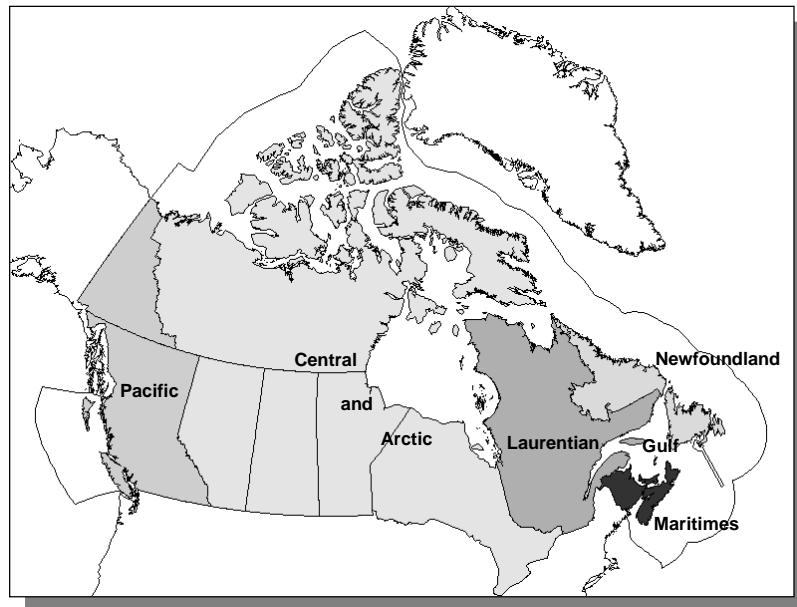 Central
and
Arctic
Pacific
Newfoundland
Laurentian
Gulf
Maritimes